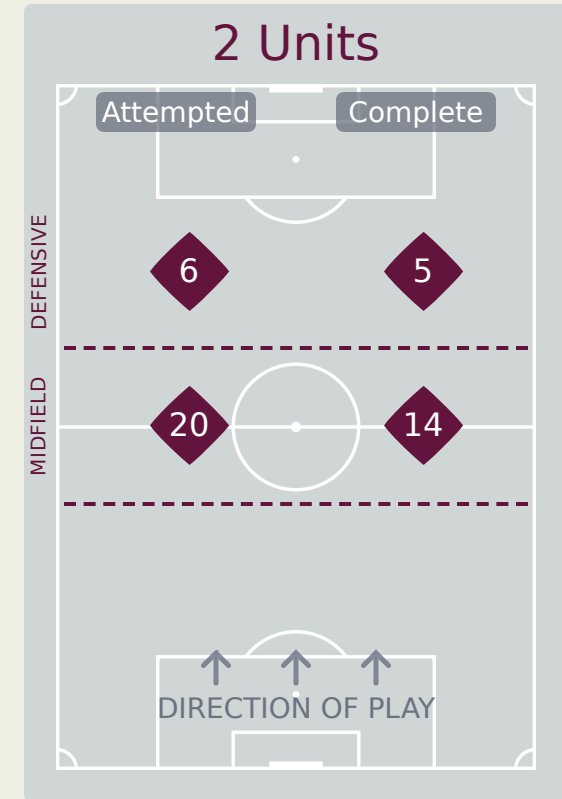 2 Units
Attempted Complete
DEFENSIVE
6 5
MIDFIELD
20 14
DIRECTION OF PLAY